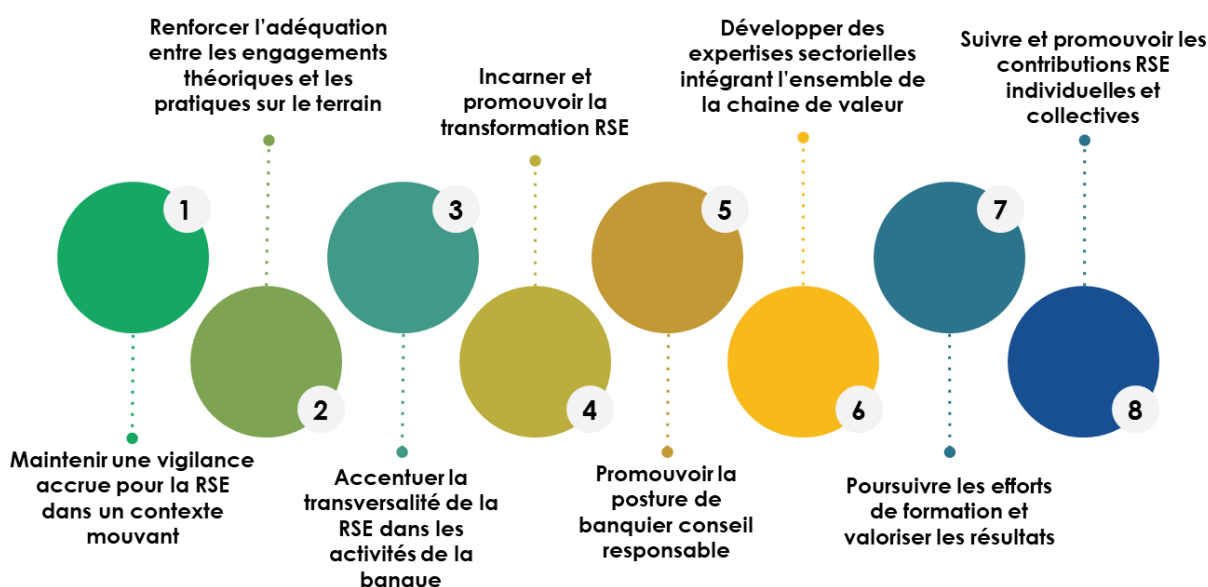 1
Maintenir une vigilance
accrue pour la RSE
dans un contexte
mouvant
2
Renforcer l’adéquation
entre les engagements
théoriques et les
pratiques sur le terrain
3
Accentuer la
transversalité de la
RSE dans les
activités de la
banque
4
Incarner et
promouvoir la
transformation RSE
5
Promouvoir la
posture de
banquier conseil
responsable
6
Développer des
expertises sectorielles
intégrant l’ensemble de
la chaine de valeur
7
Poursuivre les efforts
de formation et
valoriser les résultats
8
Suivre et promouvoir les
contributions RSE
individuelles et
collectives